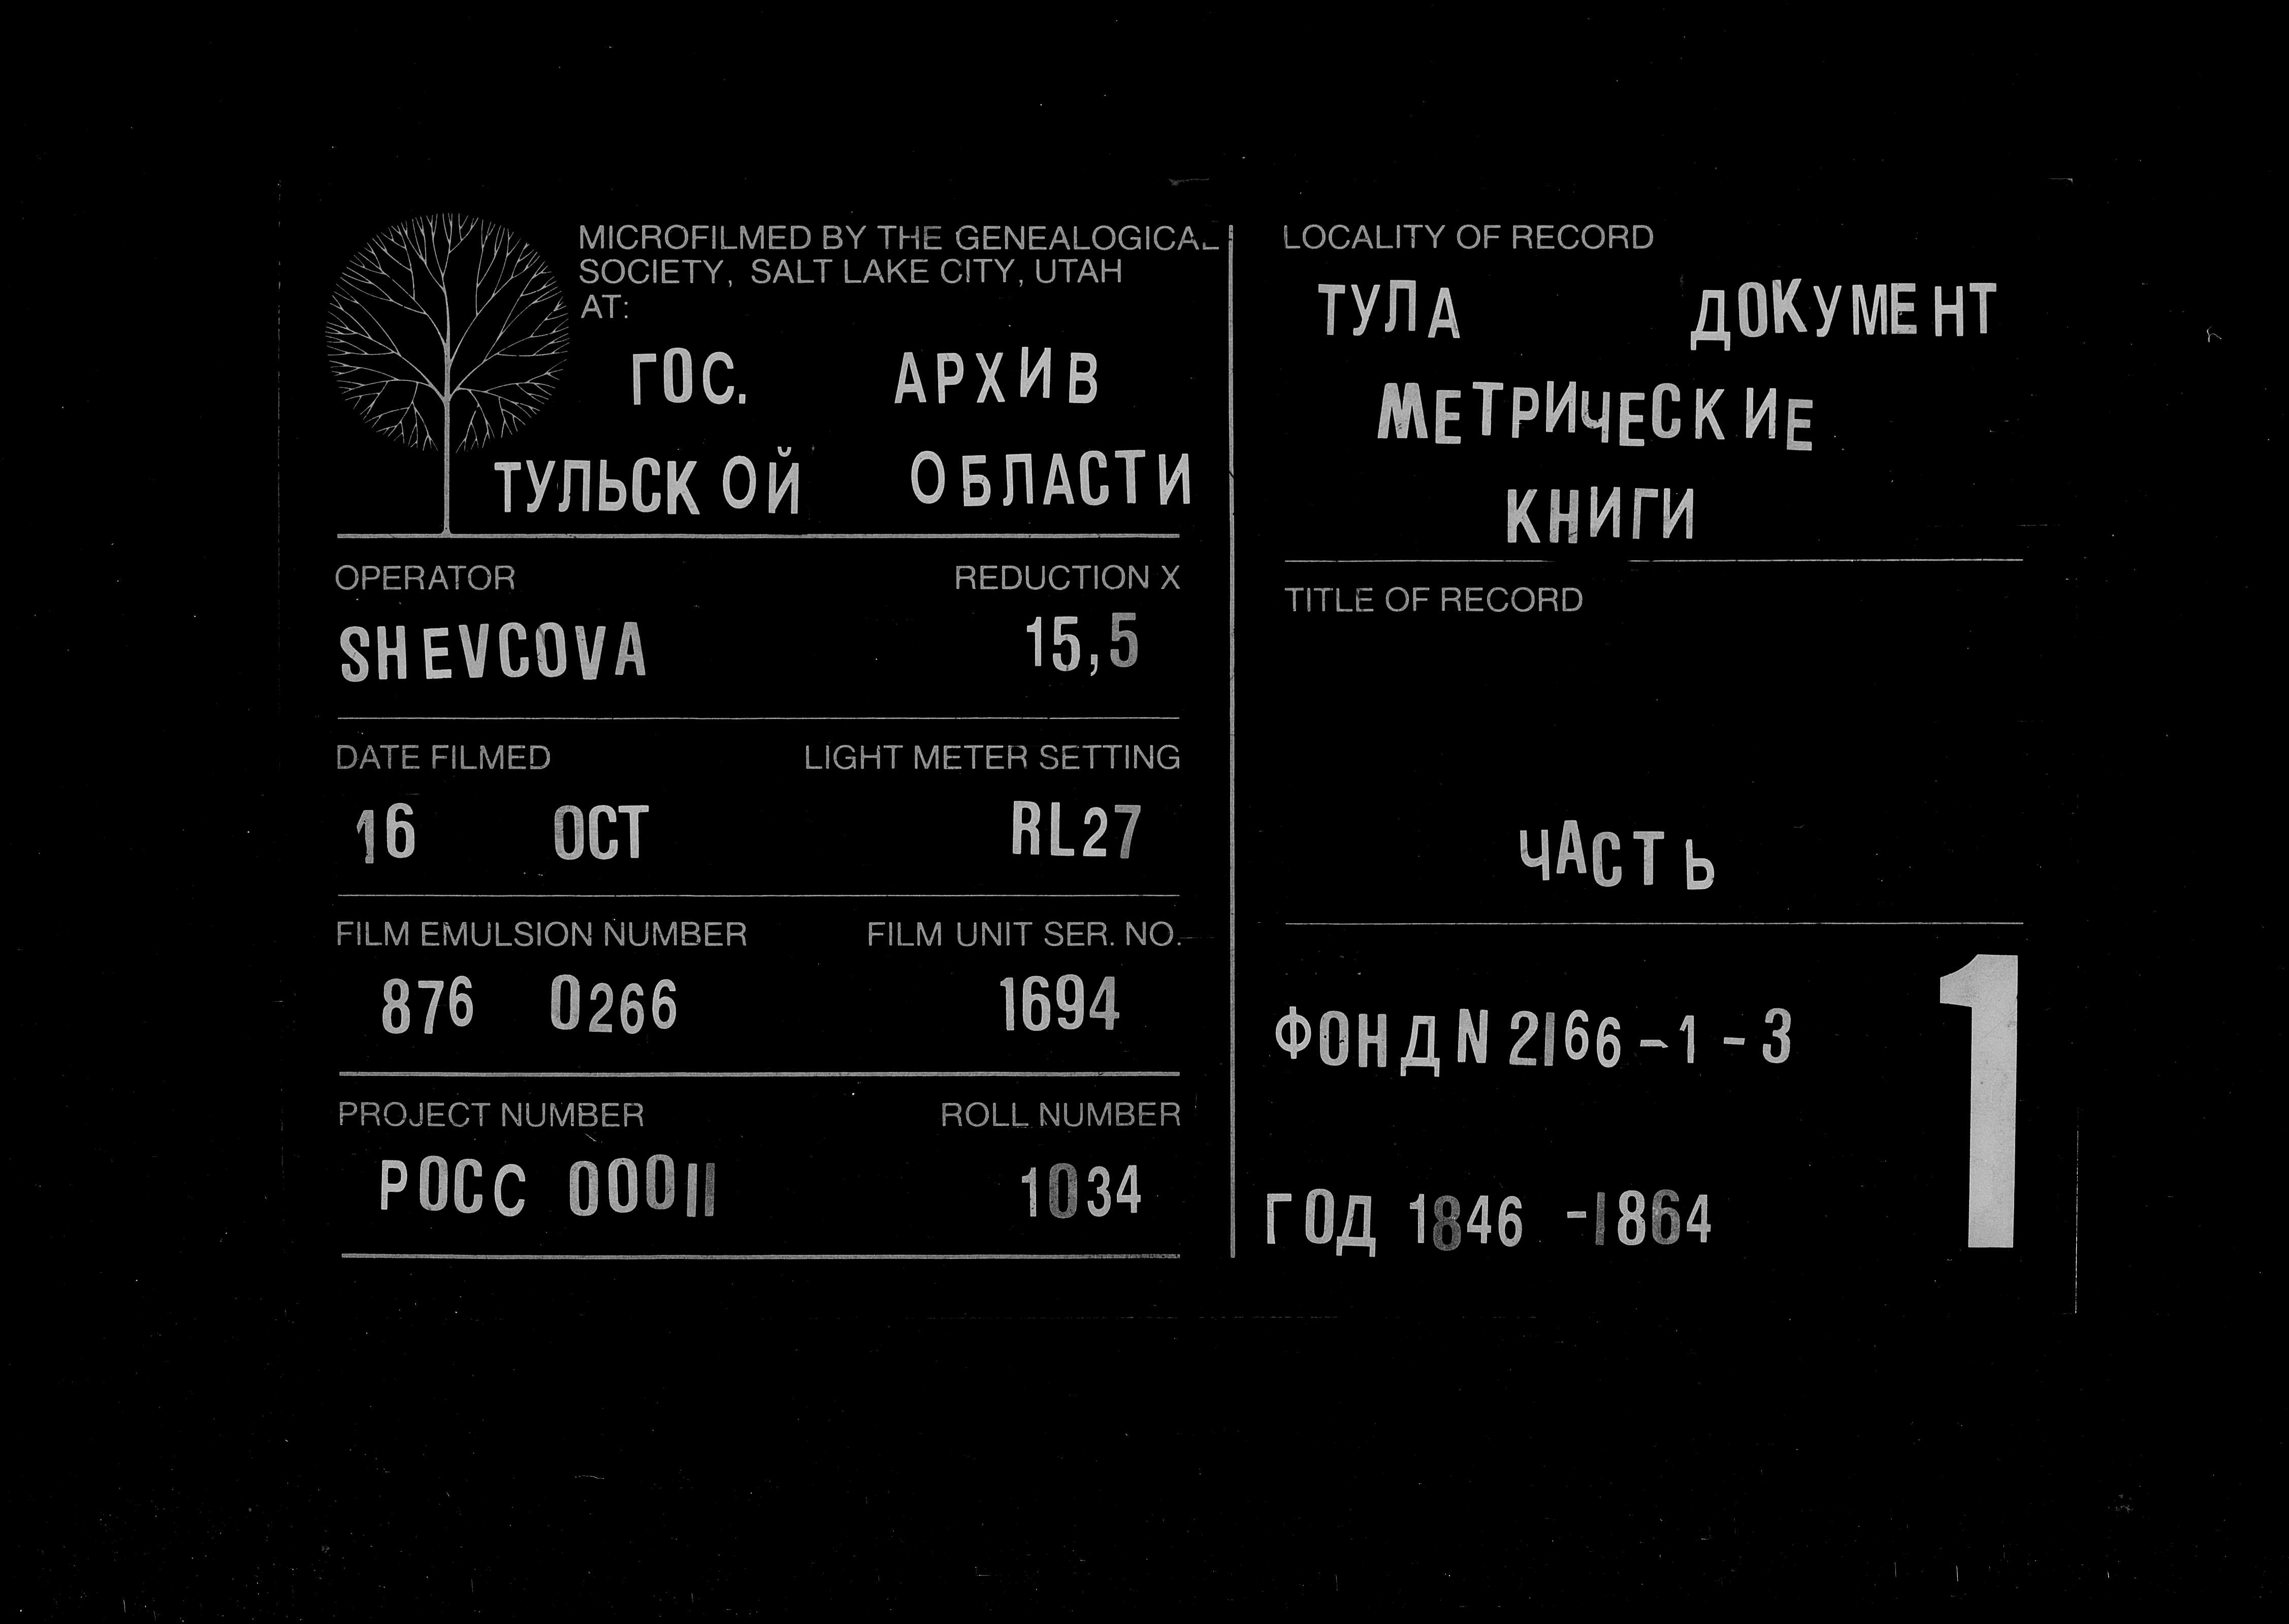 MICROFILMED BY THE GENEALOGICAL
SOCIETY, SALT LAKE CITY, UTAH
AT:
ГОС. АРХИВ
ТУЛЬСКОЙ ОБЛАСТИ
OPERATOR REDUCTION X
SHEVCOVA 15,5
DATE FILMED LIGHT METER SETTING
16 OCT RL27
FILM EMULSION NUMBER FILM UNIT SER. NO.
876 0266 1694
PROJECT NUMBER ROLL NUMBER
РОСС 00011 1034
LOCALITY OF RECORD
ТУЛА ДОКУМЕНТ
МЕТРИЧЕСКИЕ
КНИГИ
TITLE OF RECORD
ЧАСТЬ
1
ФОНД N 2166-1-3
ГОД 1846-1864